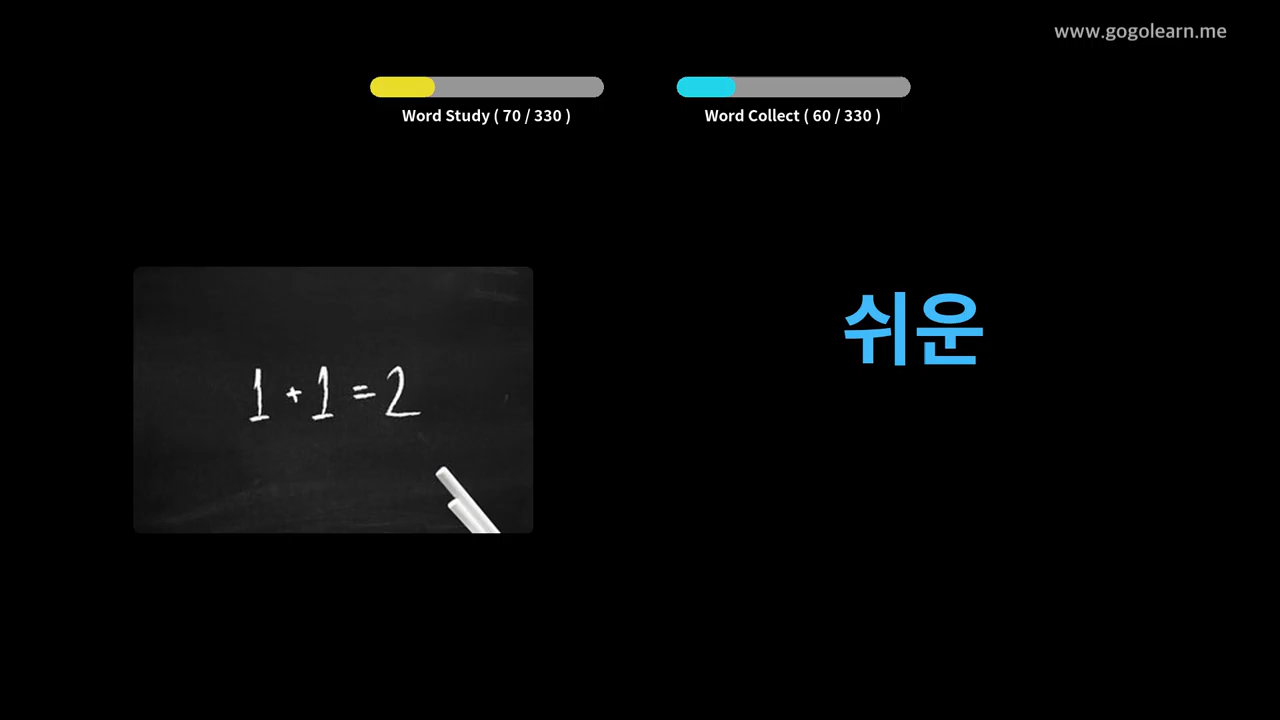 www.gogolearn.me
Word Study ( 70 / 330 )
Word Collect ( 60 / 330 )
쉬운
1 + 1 = 2